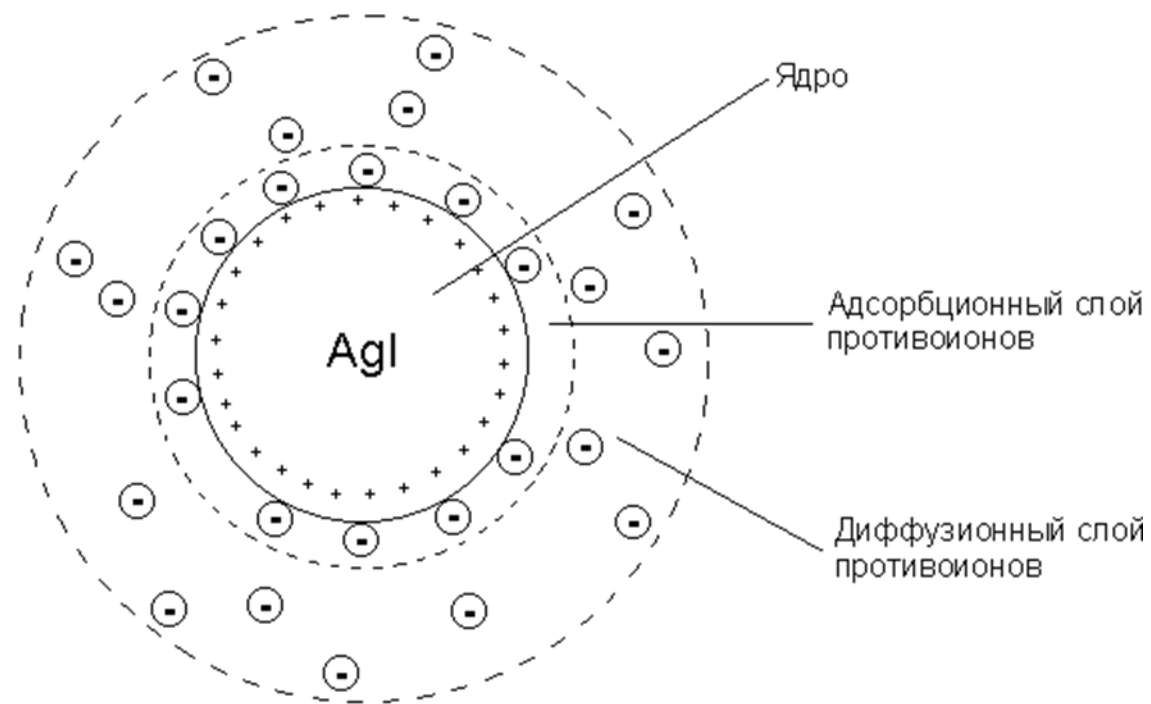 Ядро
Адсорбционный слой
противоионов
AgI
Диффузионный слой
противоионов